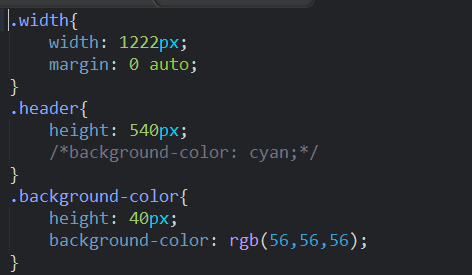 .width{
    width: 1222px;
    margin: 0 auto;
}
.header{
    height: 540px;
    /*background-color: cyan;*/
}
.background-color{
    height: 40px;
    background-color: rgb(56,56,56);
}